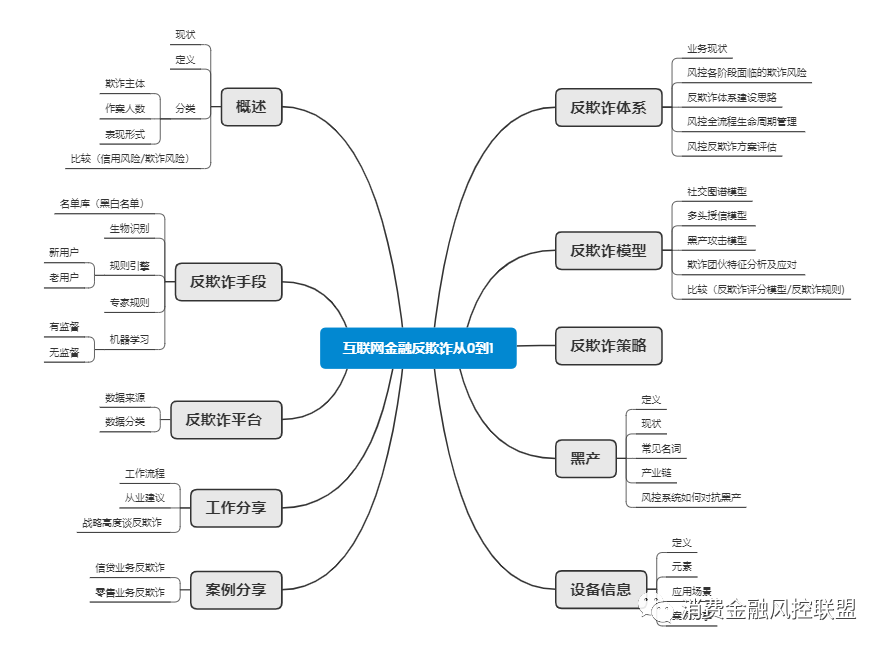 互联网金融反欺诈从0到1
概述
现状
定义
分类
欺诈主体
作案人数
表现形式
比较（信用风险/欺诈风险）
反欺诈手段
名单库（黑白名单）
生物识别
规则引擎
新用户
老用户
专家规则
机器学习
有监督
无监督
反欺诈平台
数据来源
数据分类
工作分享
工作流程
从业建议
战略高度谈反欺诈
案例分享
信贷业务反欺诈
零售业务反欺诈
反欺诈体系
业务现状
风控各阶段面临的欺诈风险
反欺诈体系建设思路
风控全流程生命周期管理
风控反欺诈方案评估
反欺诈模型
社交图谱模型
多头授信模型
黑产攻击模型
欺诈团伙特征分析及应对
比较（反欺诈评分模型/反欺诈规则)
反欺诈策略
黑产
定义
现状
常见名词
产业链
风控系统如何对抗黑产
设备信息
定义
元素
应用场景
消费金融风控联盟